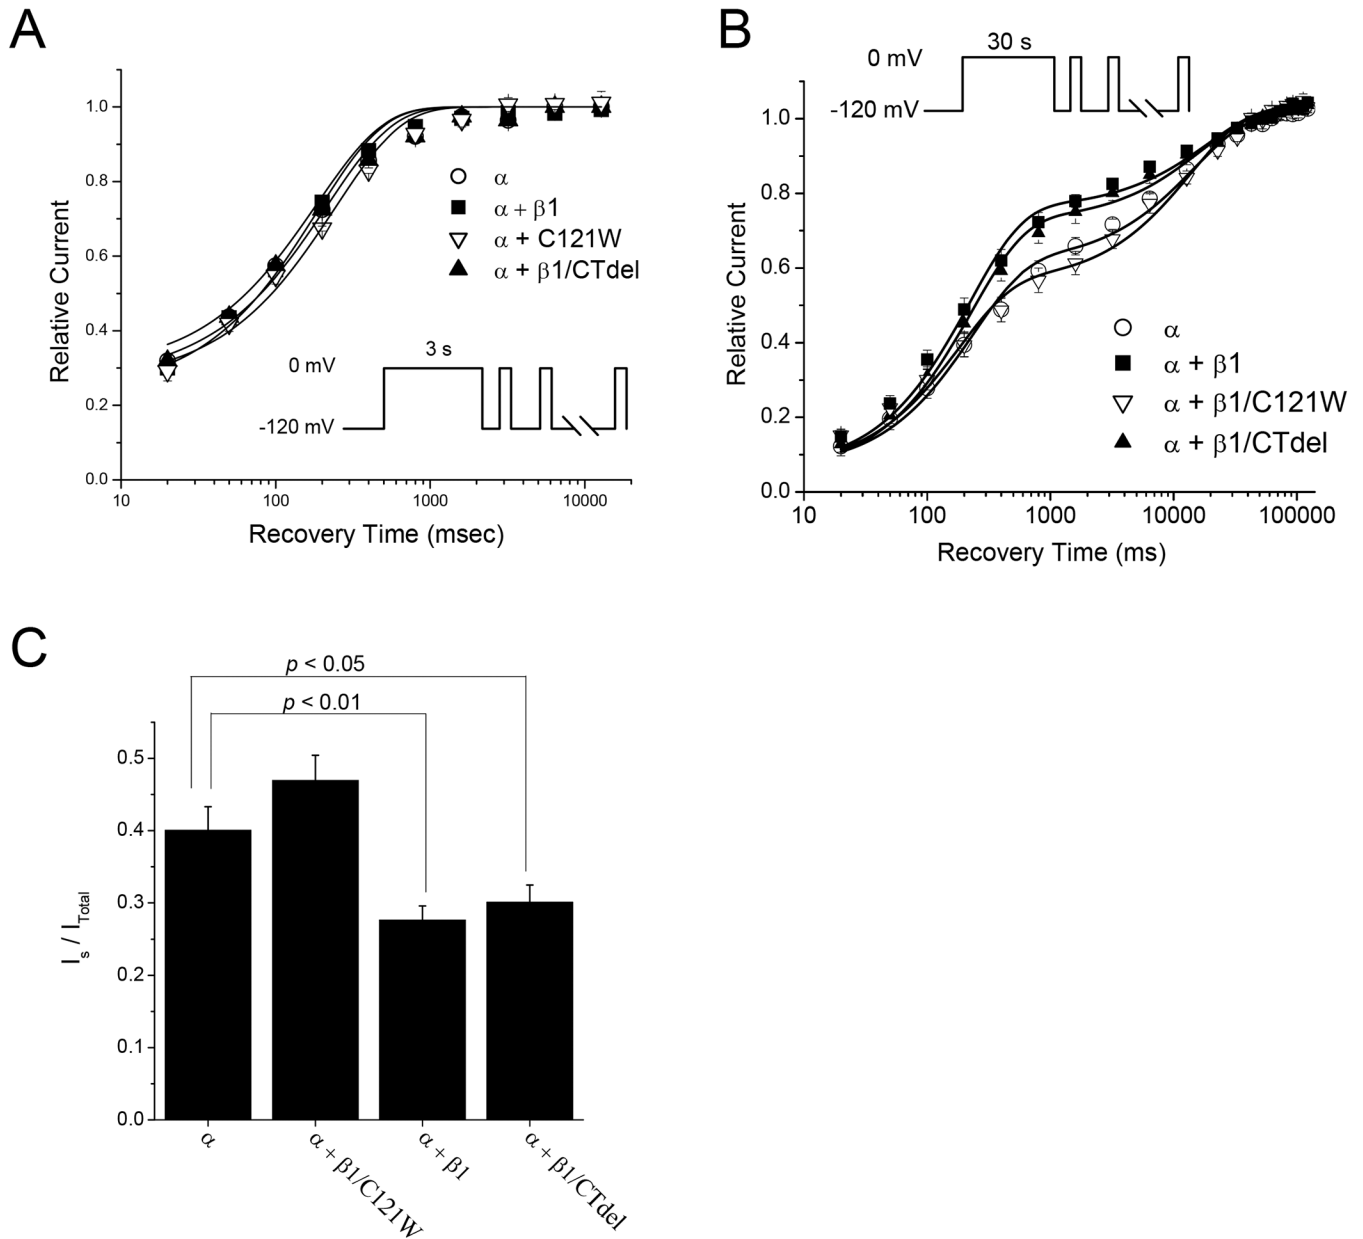 A
1.0
0.8
0.6
0.4
0.2
0.0
Relative Current
α
α + β1
α + C121W
α + β1/CTdel
3 s
0 mV
-120 mV
10
100
1000
10000
Recovery Time (msec)
B
30 s
0 mV
-120 mV
1.0
0.8
0.6
0.4
0.2
0.0
Relative Current
α
α + β1
α + β1/C121W
α + β1/CTdel
10
100
1000
10000
100000
Recovery Time (ms)
C
p < 0.05
p < 0.01
0.5
0.4
0.3
0.2
0.1
0.0
Is / ITotal
α
α + β1/C121W
α + β1
α + β1/CTdel